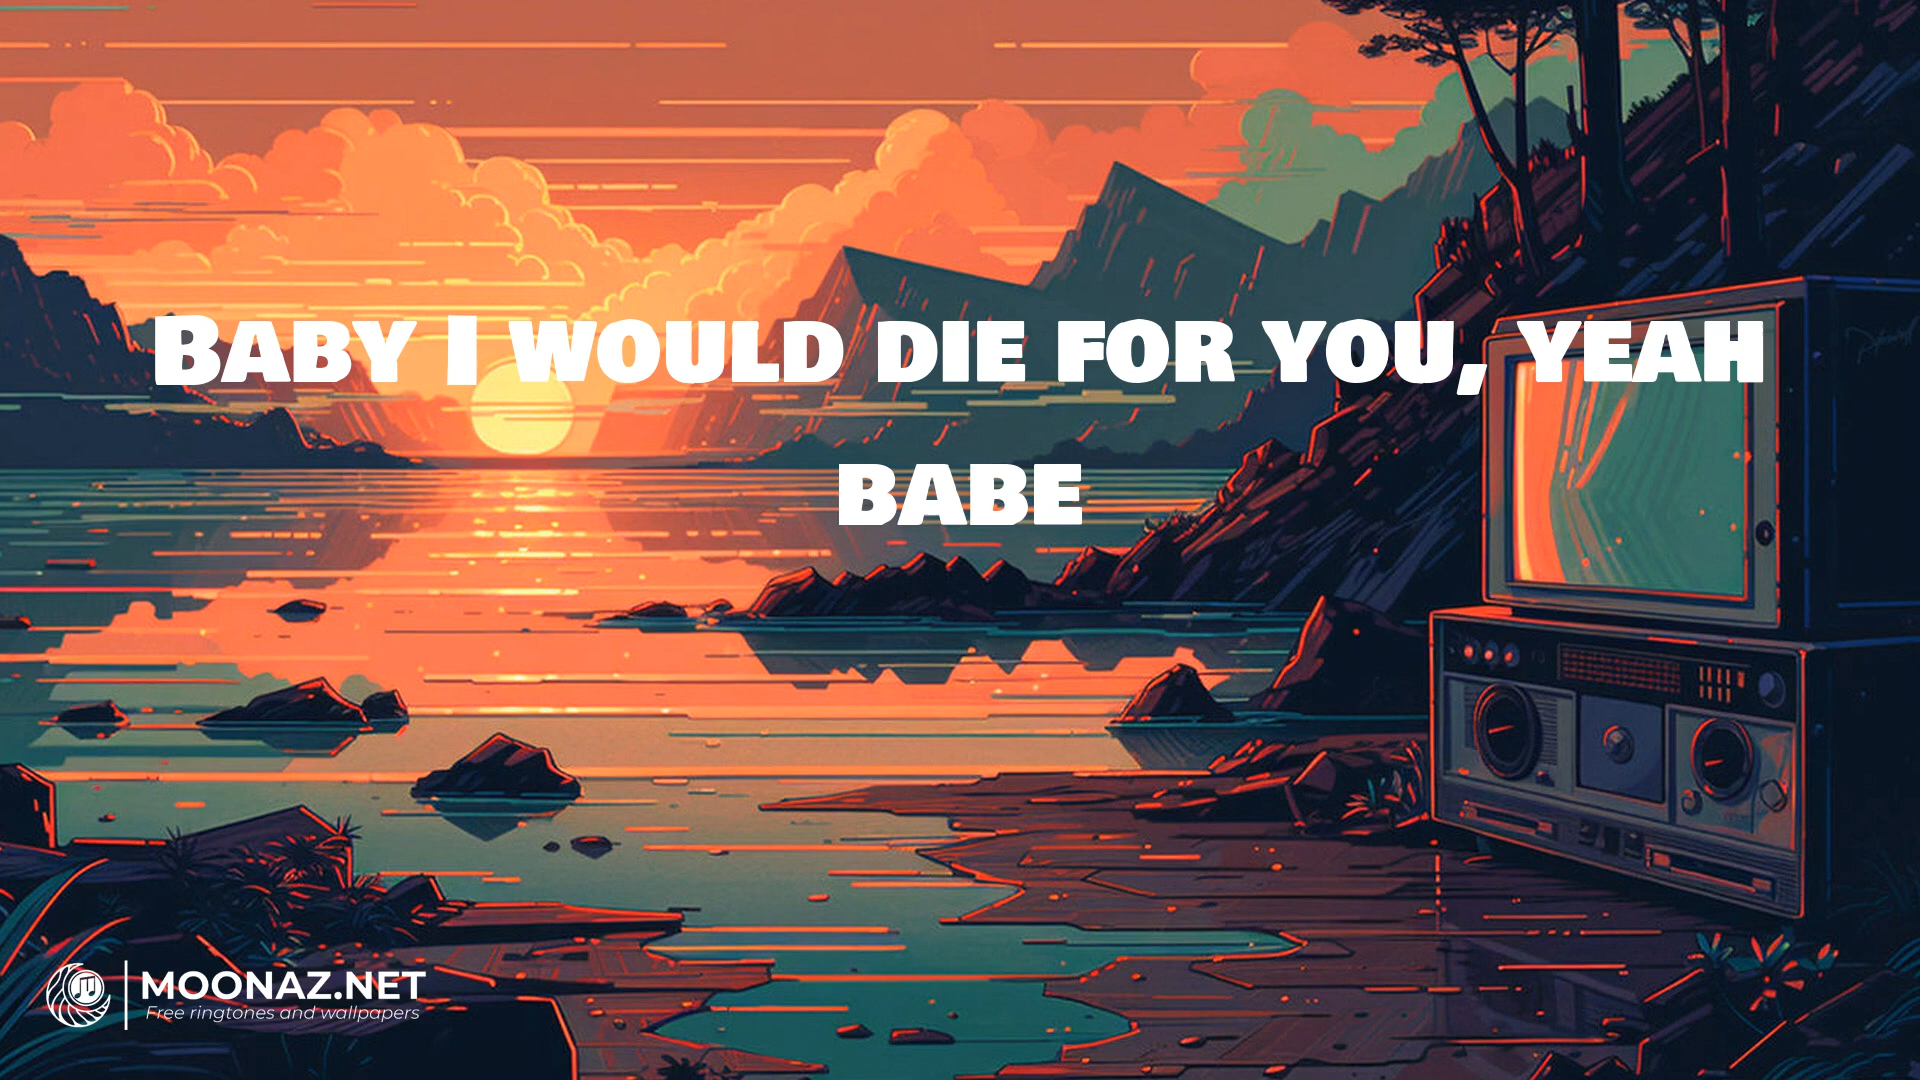 Baby I would die for you, yeah
babe
MOONAZ.NET
Free ringtones and wallpapers